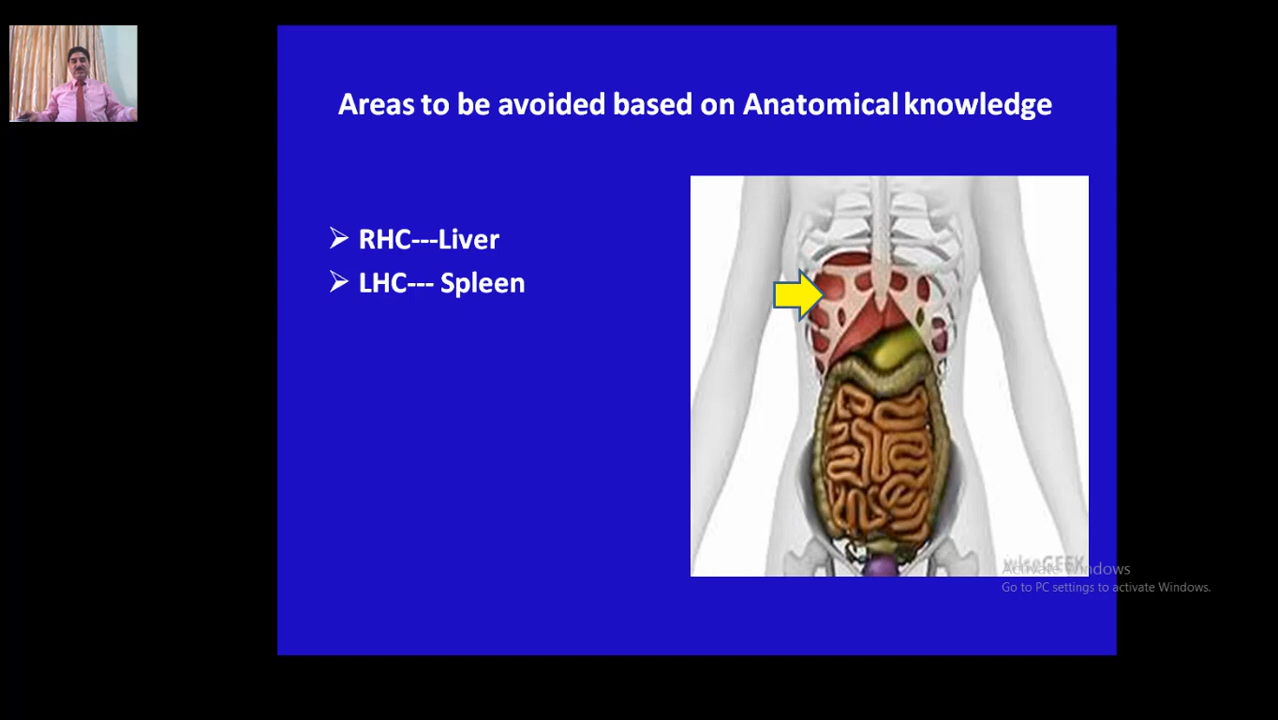 Areas to be avoided based on Anatomical knowledge
➢ RHC---Liver
➢ LHC--- Spleen
wiseGEEK
Activate Windows
Go to PC settings to activate Windows.